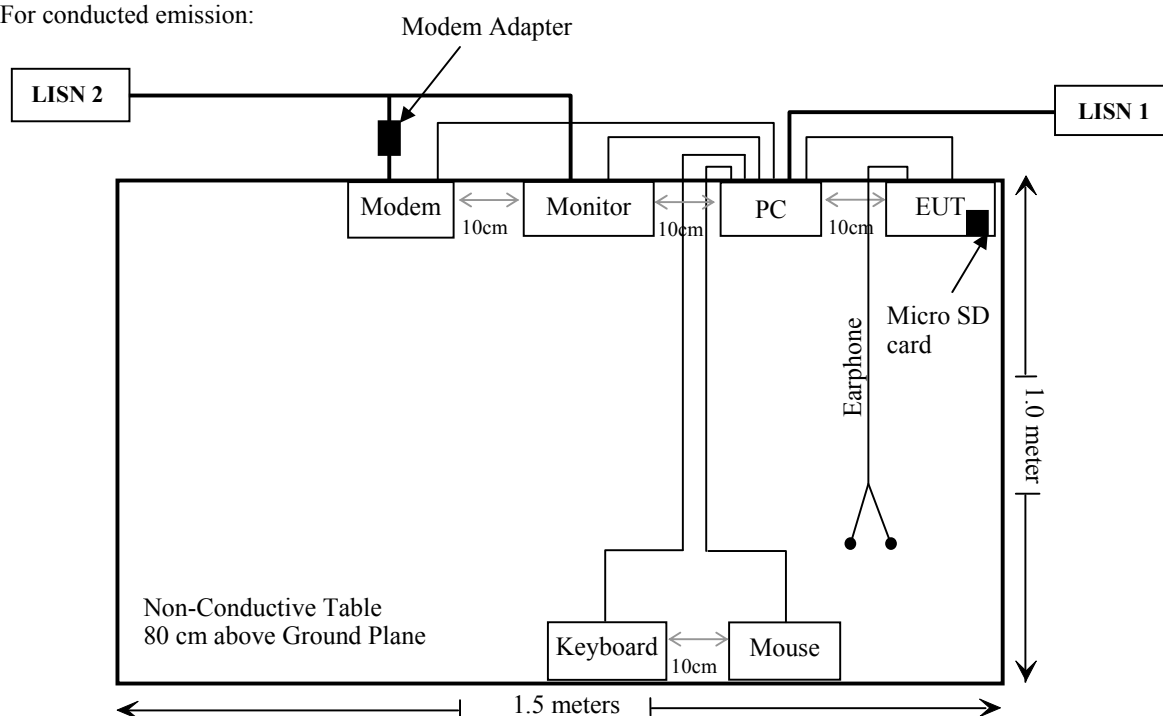 For conducted emission:
Modem Adapter
LISN 2
LISN 1
Modem
Monitor
PC
EUT
10cm
10cm
10cm
Micro SD
card
Earphone
1.0 meter
Non-Conductive Table
80 cm above Ground Plane
Keyboard
Mouse
10cm
1.5 meters